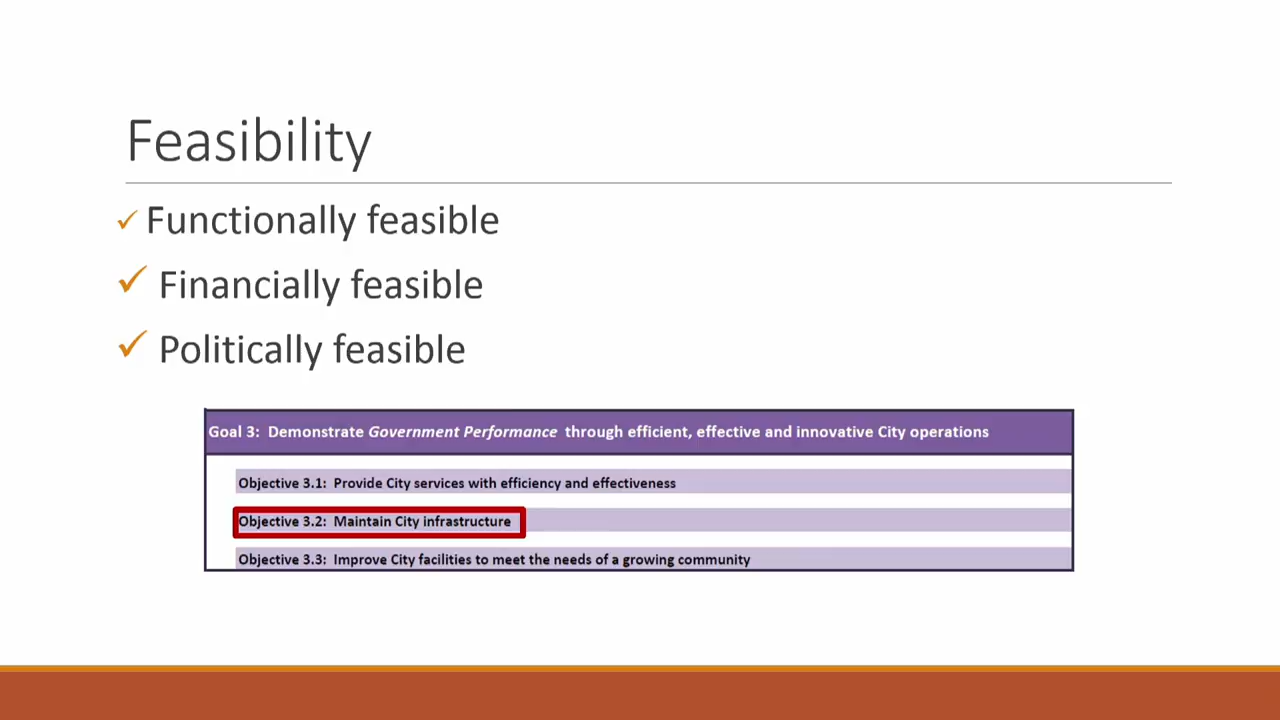 Feasibility
✓ Functionally feasible
✓ Financially feasible
✓ Politically feasible
Goal 3: Demonstrate Government Performance through efficient, effective and innovative City operations
Objective 3.1: Provide City services with efficiency and effectiveness
Objective 3.2: Maintain City infrastructure
Objective 3.3: Improve City facilities to meet the needs of a growing community